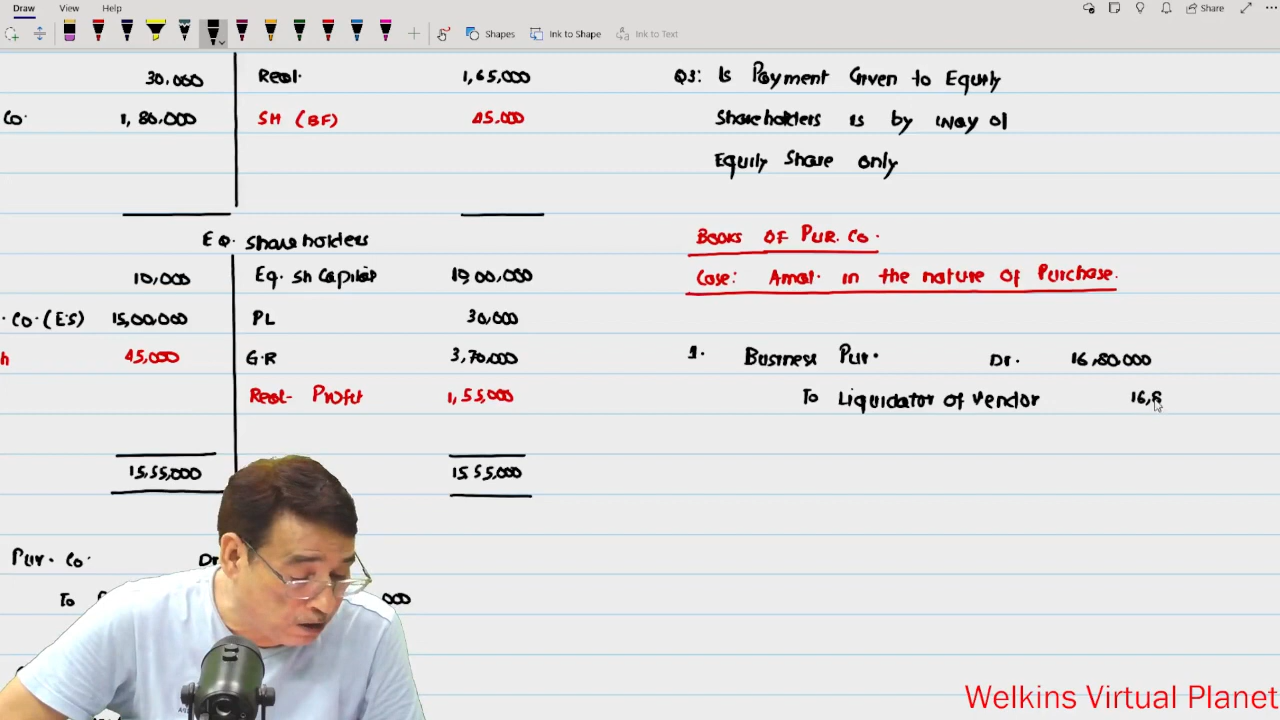 Draw View Help
Share
Shapes Ink to Shape Ink to Text
30,000 Real. 1,65,000
Co. 1,80,000 SH (BF) 45,000
Eq. Shareholders
10,000 Eq. Sh Capital 10,00,000
.Co.(ES) 15,00,000 PL 30,000
h 45,000 G.R 3,70,000
Real- Profit 1,55,000
15,55,000 15,55,000
Pur. Co. Dr
To
000
Q3: Is Payment Given to Equity
Shareholders is by way of
Equity Share only
Books of Pur. Co.
Case: Amal. in the nature of Purchase.
1. Business Pur. Dr. 16,80,000
To Liquidator of Vendor 16,8
Welkins Virtual Planet